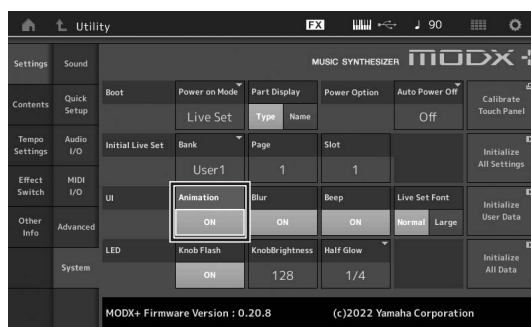 Utility
FX
90
Settings
Sound
MUSIC SYNTHESIZER MODX+
Contents
Quick
Setup
Boot
Power on Mode
Live Set
Part Display
Type
Name
Power Option
Auto Power Off
Off
Calibrate
Touch Panel
Tempo
Settings
Audio
I/O
Initial Live Set
Bank
User1
Page
1
Slot
1
Initialize
All Settings
Effect
Switch
MIDI
I/O
UI
Animation
ON
Blur
ON
Beep
ON
Live Set Font
Normal
Large
Initialize
User Data
Other
Info
Advanced
LED
Knob Flash
ON
KnobBrightness
128
Half Glow
1/4
Initialize
All Data
System
MODX+ Firmware Version : 0.20.8
(c)2022 Yamaha Corporation